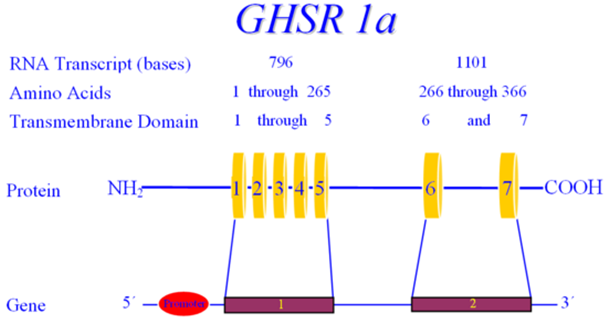 GHSR 1a
RNA Transcript (bases) 796 1101
Amino Acids 1 through 265 266 through 366
Transmembrane Domain 1 through 5 6 and 7
Protein NH2 1 2 3 4 5 6 7 COOH
Gene 5´ Promoter 1 2 3´